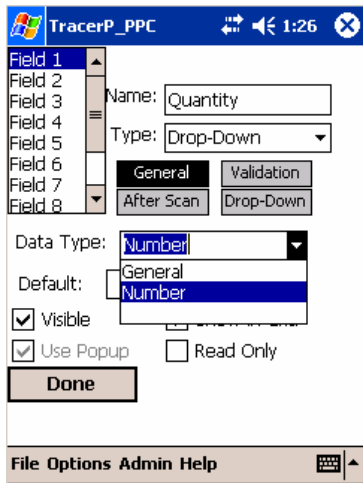 TracerP_PPC 1:26
Field 1
Field 2
Field 3
Field 4
Field 5
Field 6
Field 7
Field 8
Name: Quantity
Type: Drop-Down
General Validation
After Scan Drop-Down
Data Type: Number
General
Number
Default:
Visible
Use Popup Read Only
Done
File Options Admin Help